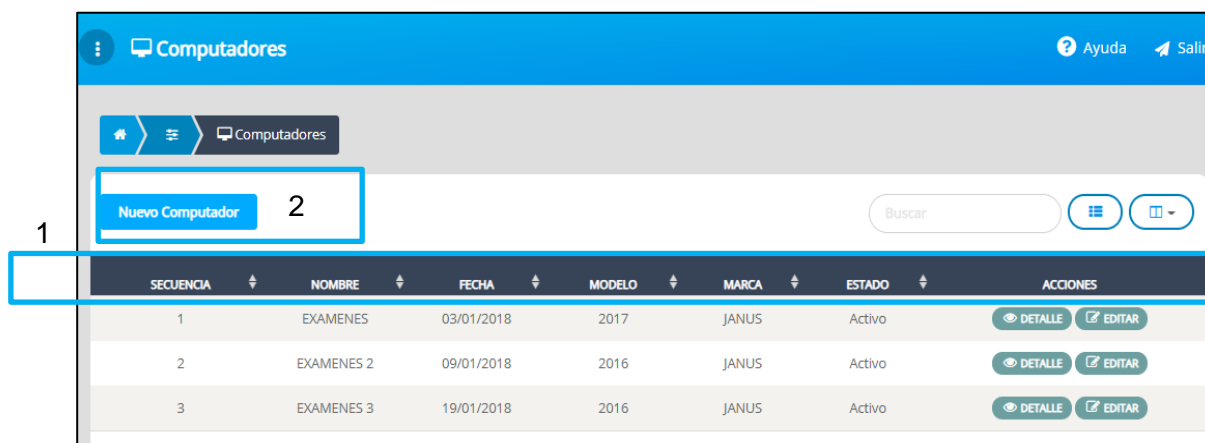 Computadores
Ayuda
Salir
Computadores
Nuevo Computador
2
Buscar
1
SECUENCIA NOMBRE FECHA MODELO MARCA ESTADO ACCIONES
1 EXAMENES 03/01/2018 2017 JANUS Activo DETALLE EDITAR
2 EXAMENES 2 09/01/2018 2016 JANUS Activo DETALLE EDITAR
3 EXAMENES 3 19/01/2018 2016 JANUS Activo DETALLE EDITAR